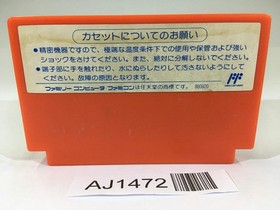 カセットについてのお願い
●精密機器ですので、極端な温度条件下での使用や保管および強い
ショックをさけてください。また、絶対に分解しないでください。
●端子部に手を触れたり、水にぬらしたりして汚さないようにして
ください。故障の原因となります。
ファミリーコンピュータ・ファミコンは任天堂の商標です。
FF
AJ1472